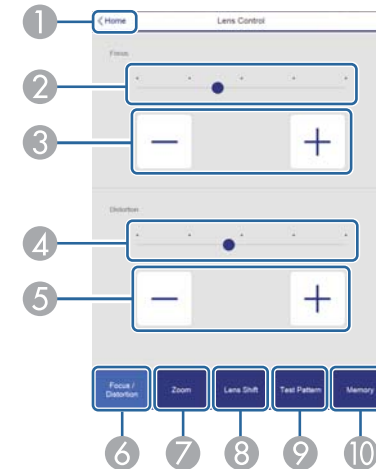 1
< Home
Lens Control
Focus
2
3
Distortion
4
5
Focus /
Distortion
Zoom
Lens Shift
Test Pattern
Memory
6
7
8
9
10